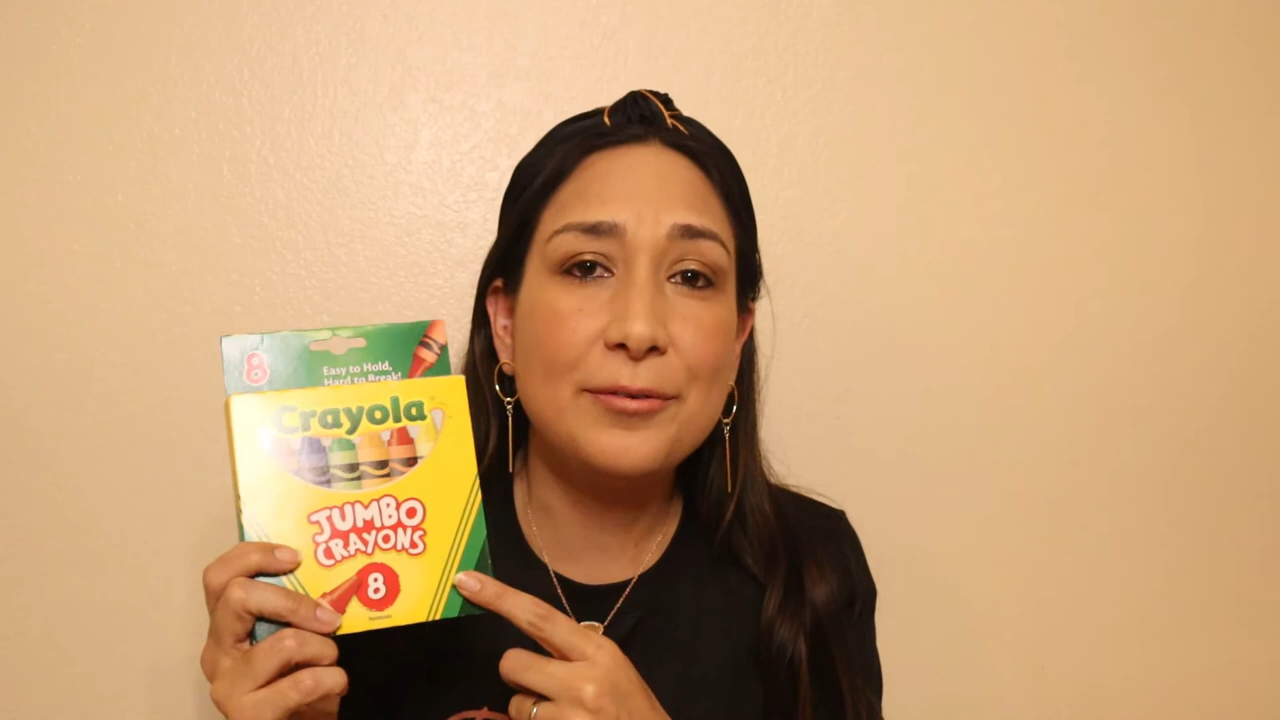 8
Easy to Hold,
Hard to Break!
Crayola
JUMBO
CRAYONS
8